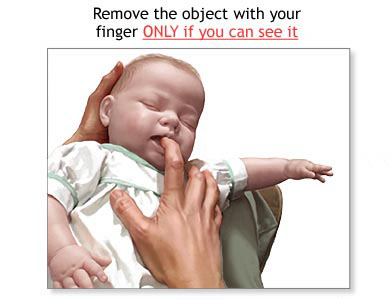 Remove the object with your
finger ONLY if you can see it